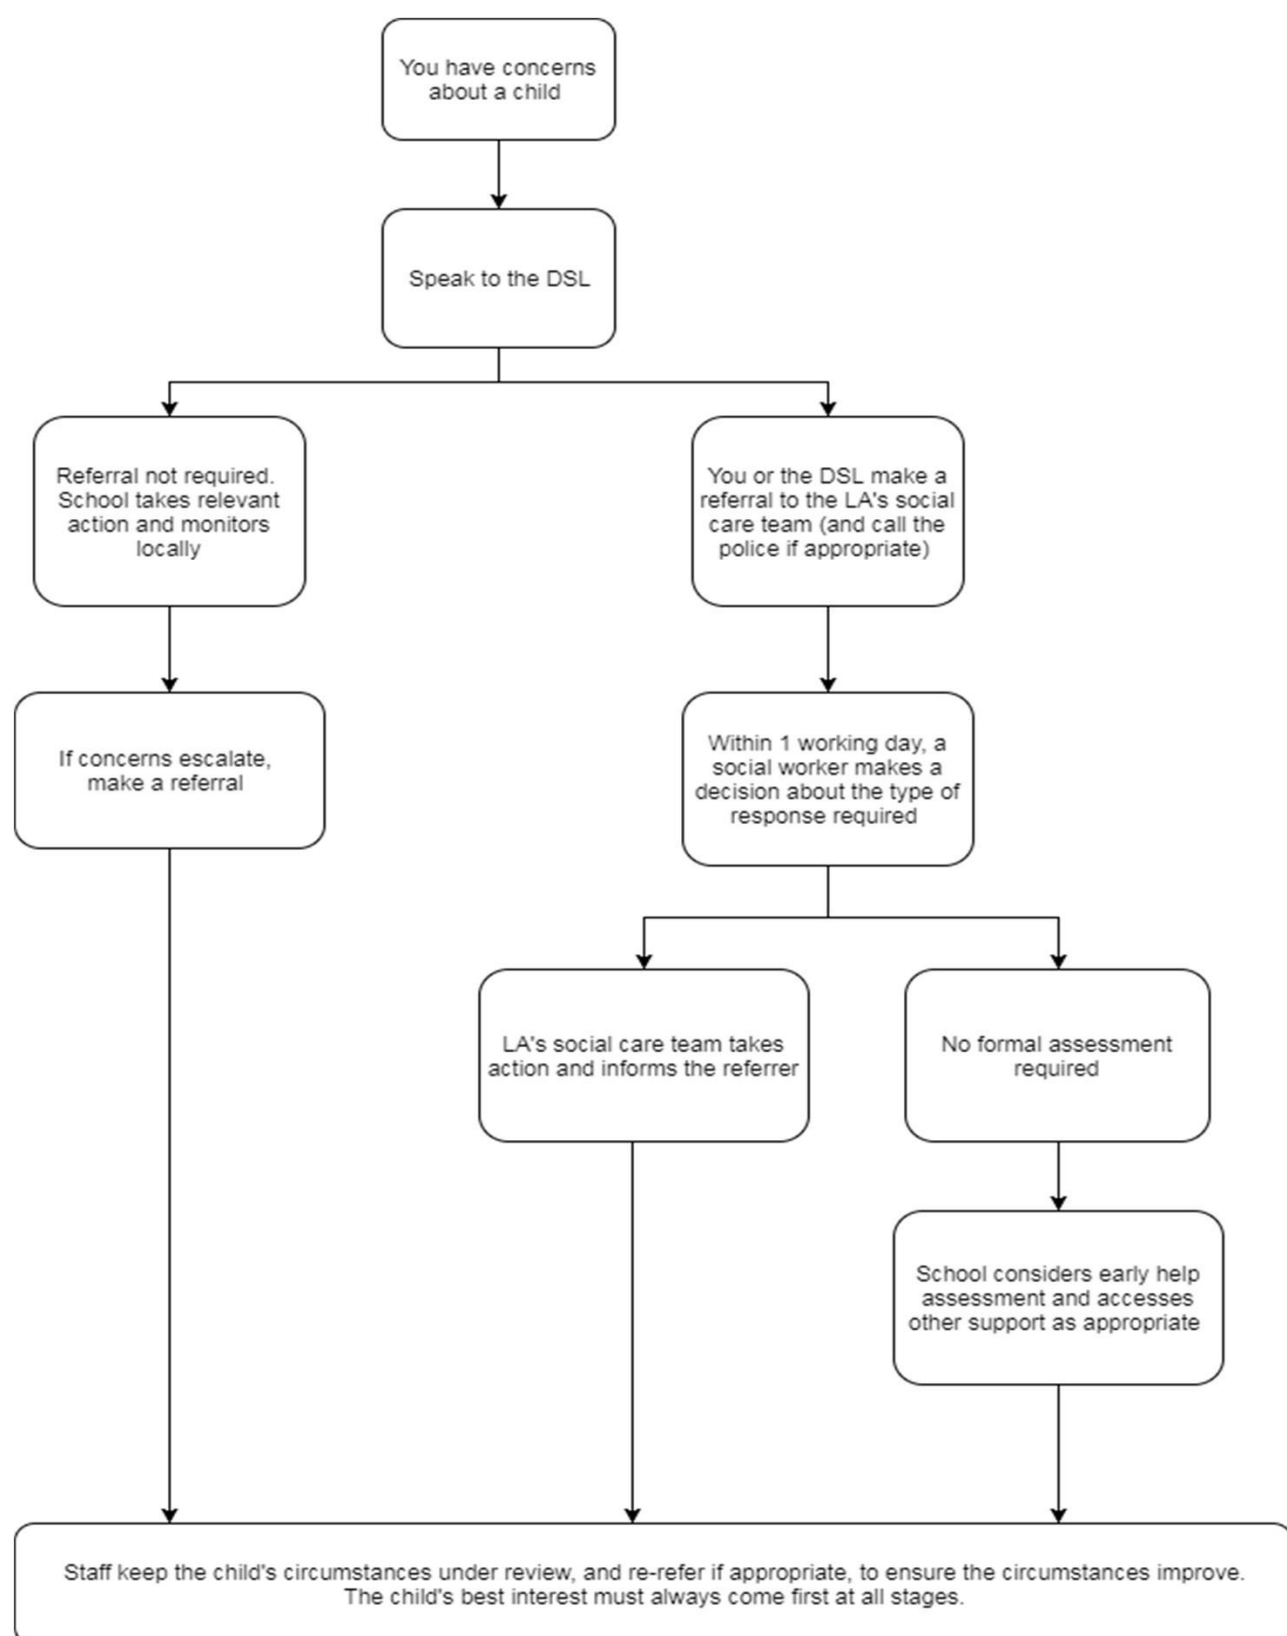 You have concerns
about a child
Speak to the DSL
Referral not required.
School takes relevant
action and monitors
locally
You or the DSL make a
referral to the LA's social
care team (and call the
police if appropriate)
If concerns escalate,
make a referral
Within 1 working day, a
social worker makes a
decision about the type of
response required
LA's social care team takes
action and informs the referrer
No formal assessment
required
School considers early help
assessment and accesses
other support as appropriate
Staff keep the child's circumstances under review, and re-refer if appropriate, to ensure the circumstances improve.
The child's best interest must always come first at all stages.